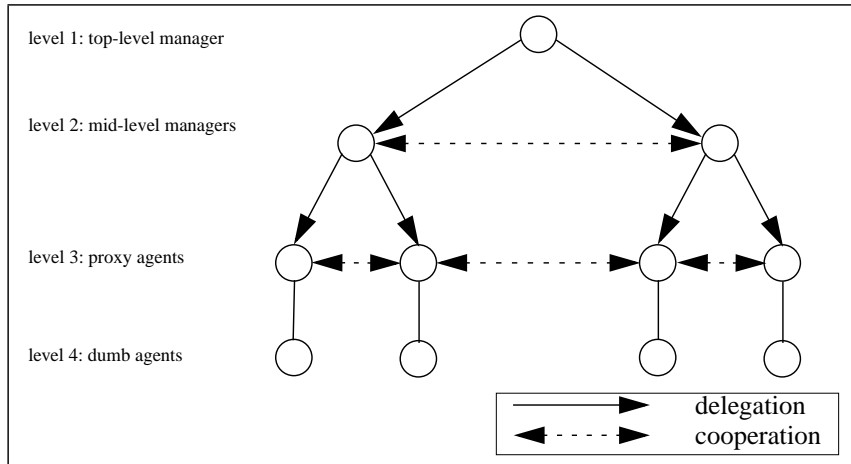 level 1: top-level manager
level 2: mid-level managers
level 3: proxy agents
level 4: dumb agents
delegation
cooperation